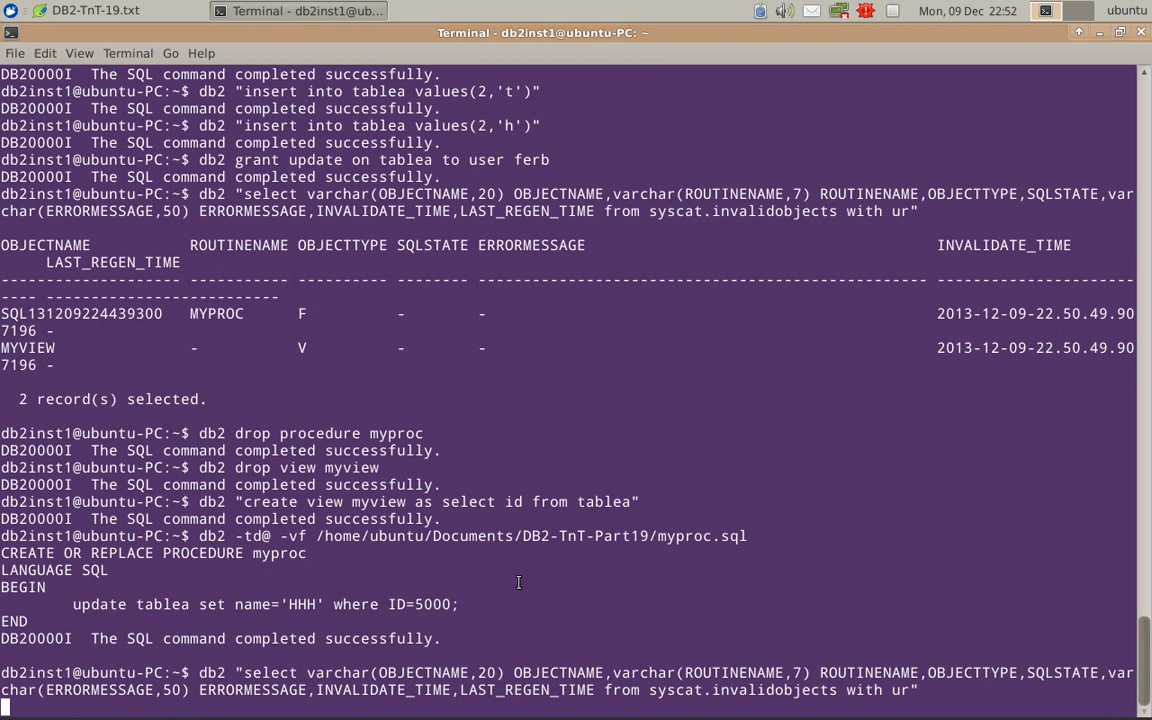 DB2-TnT-19.txt
Terminal - db2inst1@ub...
Mon, 09 Dec, 22:52
ubuntu
Terminal - db2inst1@ubuntu-PC: ~
File Edit View Terminal Go Help
DB20000I  The SQL command completed successfully.
db2inst1@ubuntu-PC:~$ db2 "insert into tablea values(2,'t')"
DB20000I  The SQL command completed successfully.
db2inst1@ubuntu-PC:~$ db2 "insert into tablea values(2,'h')"
DB20000I  The SQL command completed successfully.
db2inst1@ubuntu-PC:~$ db2 grant update on tablea to user ferb
DB20000I  The SQL command completed successfully.
db2inst1@ubuntu-PC:~$ db2 "select varchar(OBJECTNAME,20) OBJECTNAME,varchar(ROUTINENAME,7) ROUTINENAME,OBJECTTYPE,SQLSTATE,var
char(ERRORMESSAGE,50) ERRORMESSAGE,INVALIDATE_TIME,LAST_REGEN_TIME from syscat.invalidobjects with ur"
OBJECTNAME           ROUTINENAME OBJECTTYPE SQLSTATE ERRORMESSAGE                                       INVALIDATE_TIME
     LAST_REGEN_TIME
-------------------- ----------- ---------- -------- -------------------------------------------------- ----------------------
---- --------------------------
SQL131209224439300   MYPROC      F          -        -                                                  2013-12-09-22.50.49.90
7196 -
MYVIEW               -           V          -        -                                                  2013-12-09-22.50.49.90
7196 -
  2 record(s) selected.
db2inst1@ubuntu-PC:~$ db2 drop procedure myproc
DB20000I  The SQL command completed successfully.
db2inst1@ubuntu-PC:~$ db2 drop view myview
DB20000I  The SQL command completed successfully.
db2inst1@ubuntu-PC:~$ db2 "create view myview as select id from tablea"
DB20000I  The SQL command completed successfully.
db2inst1@ubuntu-PC:~$ db2 -td@ -vf /home/ubuntu/Documents/DB2-TnT-Part19/myproc.sql
CREATE OR REPLACE PROCEDURE myproc
LANGUAGE SQL
BEGIN
        update tablea set name='HHH' where ID=5000;
END
DB20000I  The SQL command completed successfully.
db2inst1@ubuntu-PC:~$ db2 "select varchar(OBJECTNAME,20) OBJECTNAME,varchar(ROUTINENAME,7) ROUTINENAME,OBJECTTYPE,SQLSTATE,var
char(ERRORMESSAGE,50) ERRORMESSAGE,INVALIDATE_TIME,LAST_REGEN_TIME from syscat.invalidobjects with ur"